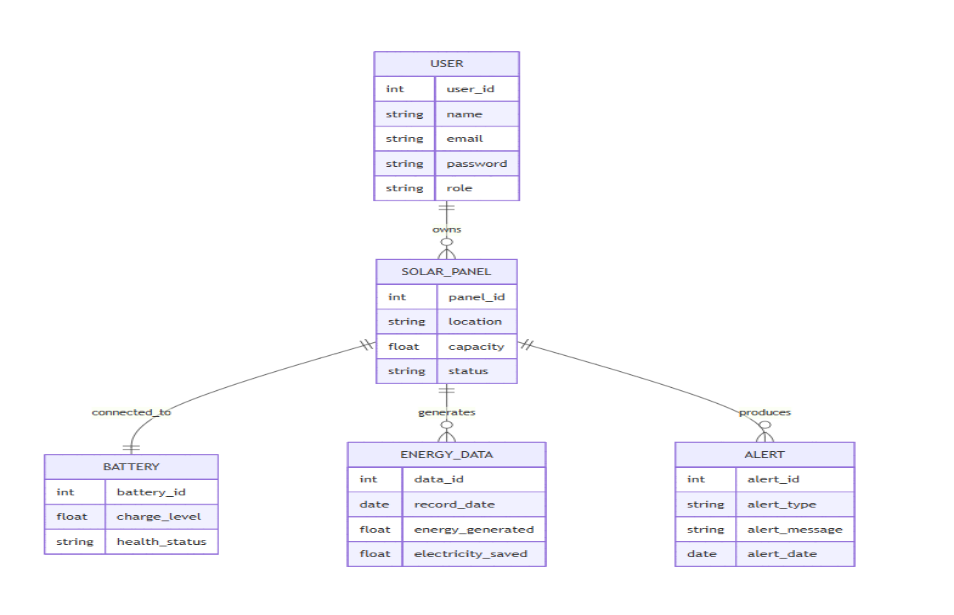 USER
int user_id
string name
string email
string password
string role
owns
SOLAR_PANEL
int panel_id
string location
float capacity
string status
connected_to
generates
produces
BATTERY
int battery_id
float charge_level
string health_status
ENERGY_DATA
int data_id
date record_date
float energy_generated
float electricity_saved
ALERT
int alert_id
string alert_type
string alert_message
date alert_date